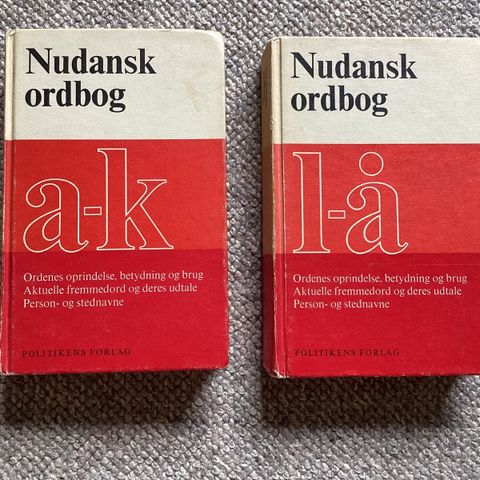 Nudansk
ordbog
a-k
Ordenes oprindelse, betydning og brug
Aktuelle fremmedord og deres udtale
Person- og stednavne
POLITIKENS FORLAG
Nudansk
ordbog
l-å
Ordenes oprindelse, betydning og brug
Aktuelle fremmedord og deres udtale
Person- og stednavne
POLITIKENS FORLAG